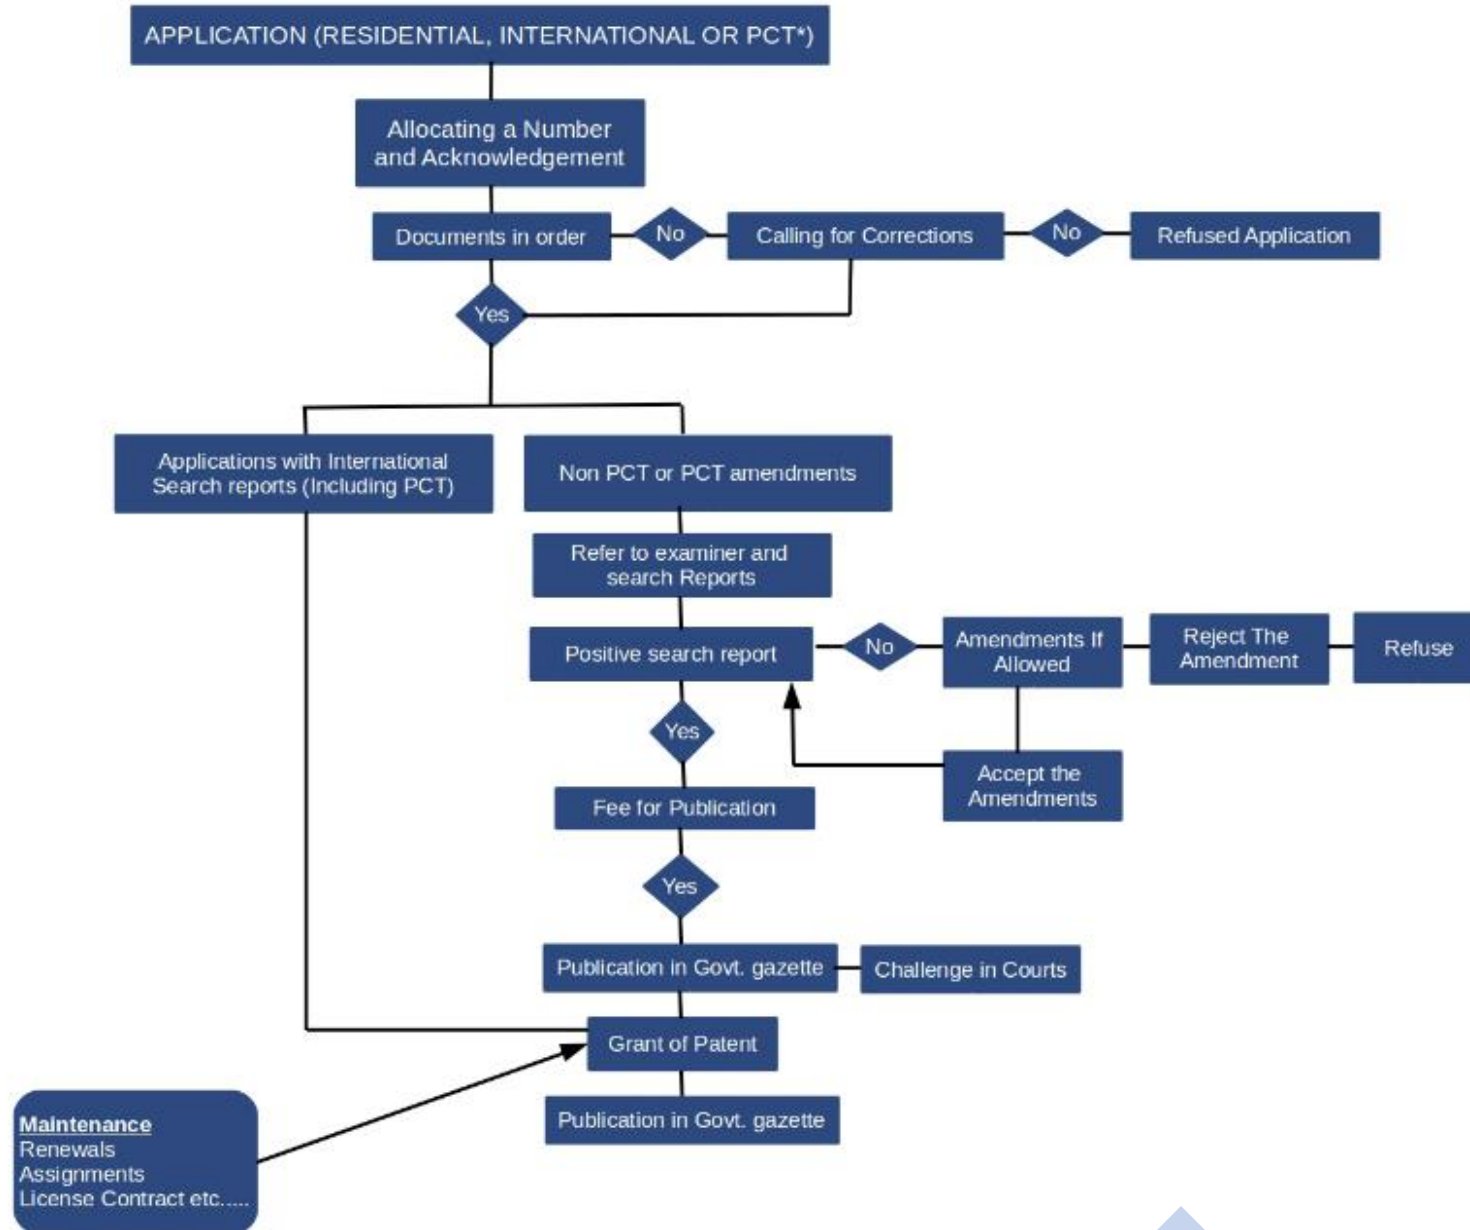 APPLICATION (RESIDENTIAL, INTERNATIONAL OR PCT*)
Allocating a Number
and Acknowledgement
Documents in order
No
Calling for Corrections
No
Refused Application
Yes
Applications with International
Search reports (Including PCT)
Non PCT or PCT amendments
Refer to examiner and
search Reports
Positive search report
No
Amendments If
Allowed
Reject The
Amendment
Refuse
Yes
Accept the
Amendments
Fee for Publication
Yes
Publication in Govt. gazette
Challenge in Courts
Grant of Patent
Publication in Govt. gazette
Maintenance
Renewals
Assignments
License Contract etc.....